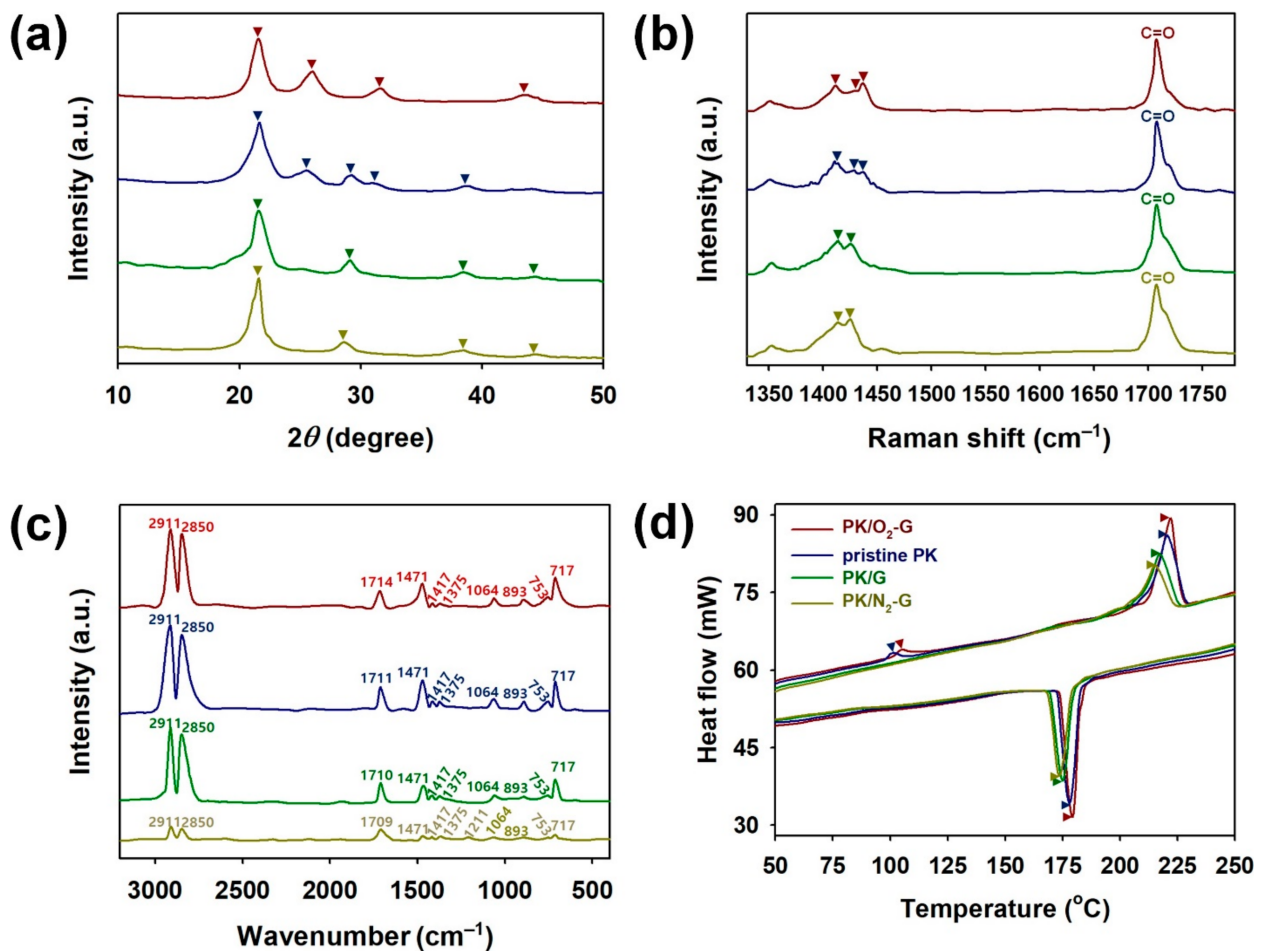 (a)
Intensity (a.u.)
10 20 30 40 50
2θ (degree)
(b)
C=O
C=O
C=O
C=O
Intensity (a.u.)
1350 1400 1450 1500 1550 1600 1650 1700 1750
Raman shift (cm⁻¹)
(c)
2911 2850 1714 1471 1417 1375 1064 893 753 717
2911 2850 1711 1471 1417 1375 1064 893 753 717
2911 2850 1710 1471 1417 1375 1064 893 753 717
2911 2850 1709 1471 1417 1375 1211 1064 893 753 717
Intensity (a.u.)
3000 2500 2000 1500 1000 500
Wavenumber (cm⁻¹)
(d)
PK/O₂-G
pristine PK
PK/G
PK/N₂-G
90
75
60
45
30
Heat flow (mW)
50 75 100 125 150 175 200 225 250
Temperature (°C)